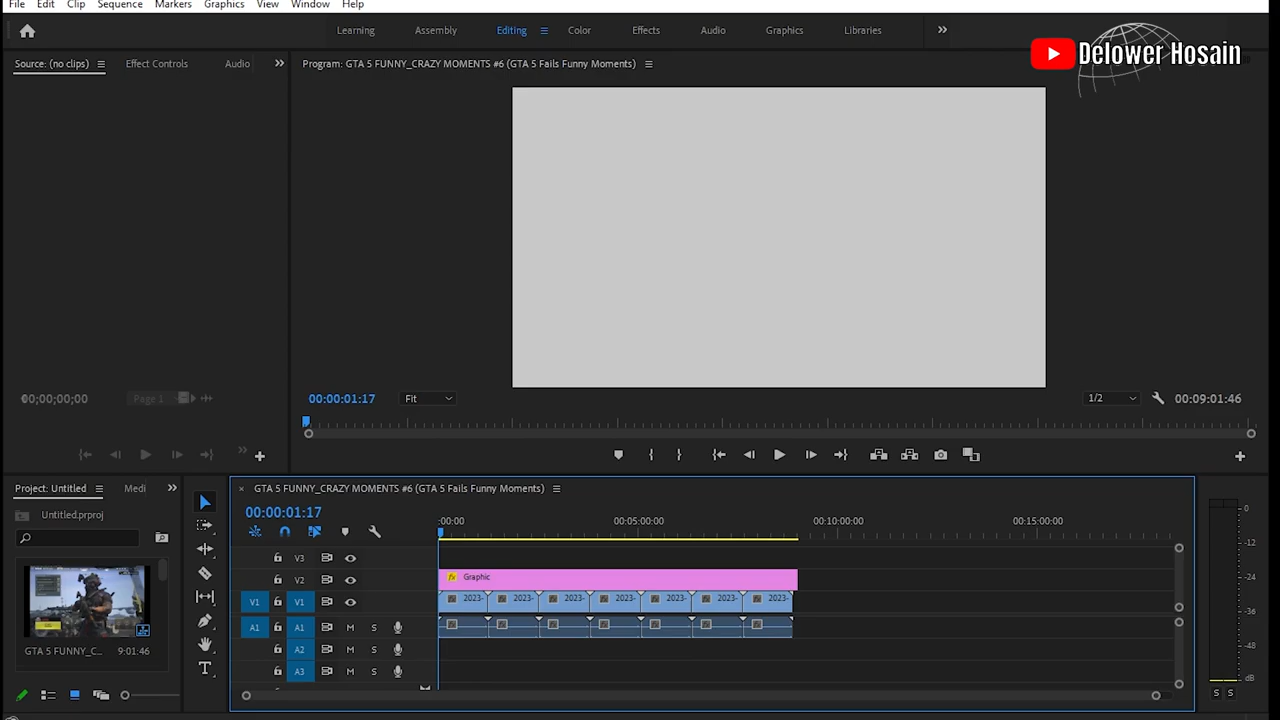 File Edit Clip Sequence Markers Graphics View Window Help
Learning Assembly Editing Color Effects Audio Graphics Libraries
Delower Hosain
Source: (no clips) Effect Controls Audio
Program: GTA 5 FUNNY_CRAZY MOMENTS #6 (GTA 5 Fails Funny Moments)
00;00;00;00 Page 1
00:00:01:17 Fit 1/2 00:09:01:46
Project: Untitled Medi
Untitled.prproj
GTA 5 FUNNY_C... 9:01:46
GTA 5 FUNNY_CRAZY MOMENTS #6 (GTA 5 Fails Funny Moments)
00:00:01:17
:00:00 00:05:00:00 00:10:00:00 00:15:00:00
V3
V2 fx Graphic
V1 V1 2023- 2023- 2023- 2023- 2023- 2023- 2023-
A1 A1 M S
A2 M S
A3 M S
0
-12
-24
-36
-48
dB
S S